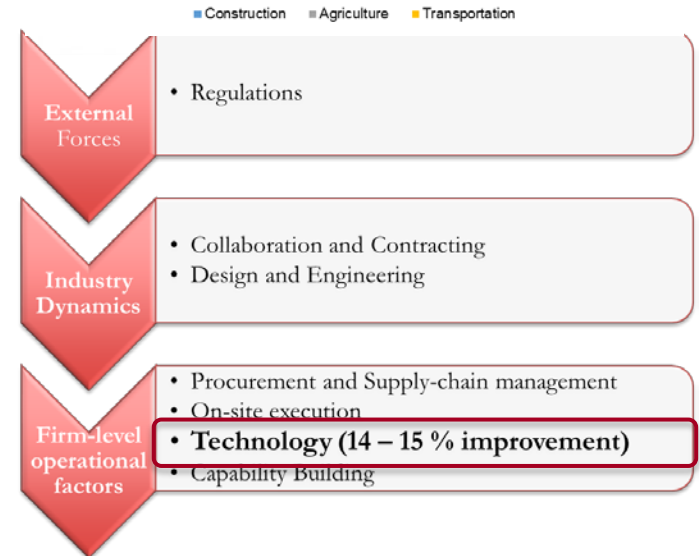 Construction Agriculture Transportation
External Forces
• Regulations
Industry Dynamics
• Collaboration and Contracting
• Design and Engineering
Firm-level operational factors
• Procurement and Supply-chain management
• On-site execution
• Technology (14 – 15 % improvement)
• Capability Building